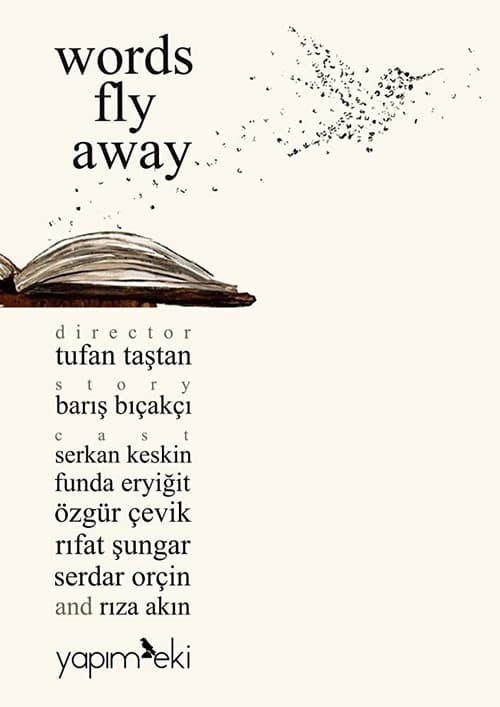 words
fly
away
director
tufan taştan
story
barış bıçakçı
cast
serkan keskin
funda eryiğit
özgür çevik
rıfat şungar
serdar orçin
and rıza akın
yapım eki